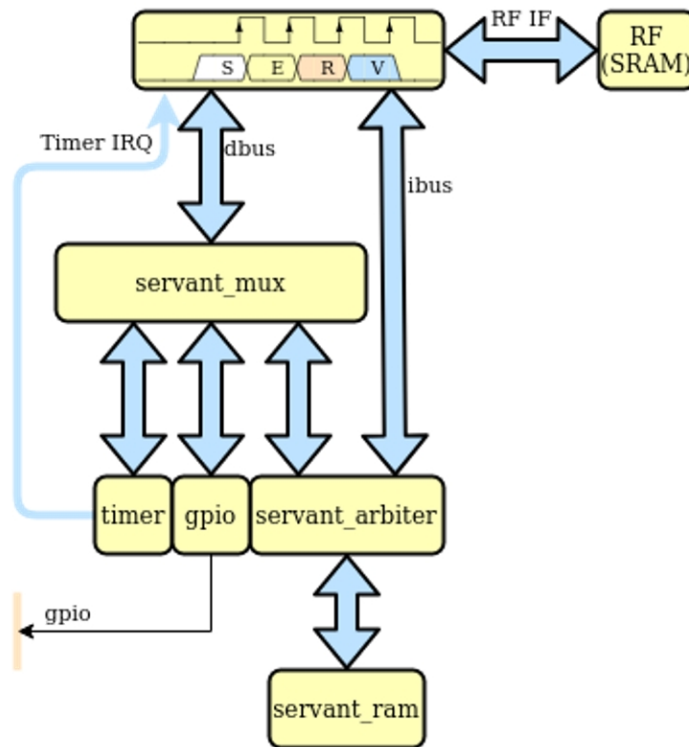 RF IF
RF
(SRAM)
S E R V
Timer IRQ
dbus
ibus
servant_mux
timer
gpio
servant_arbiter
gpio
servant_ram